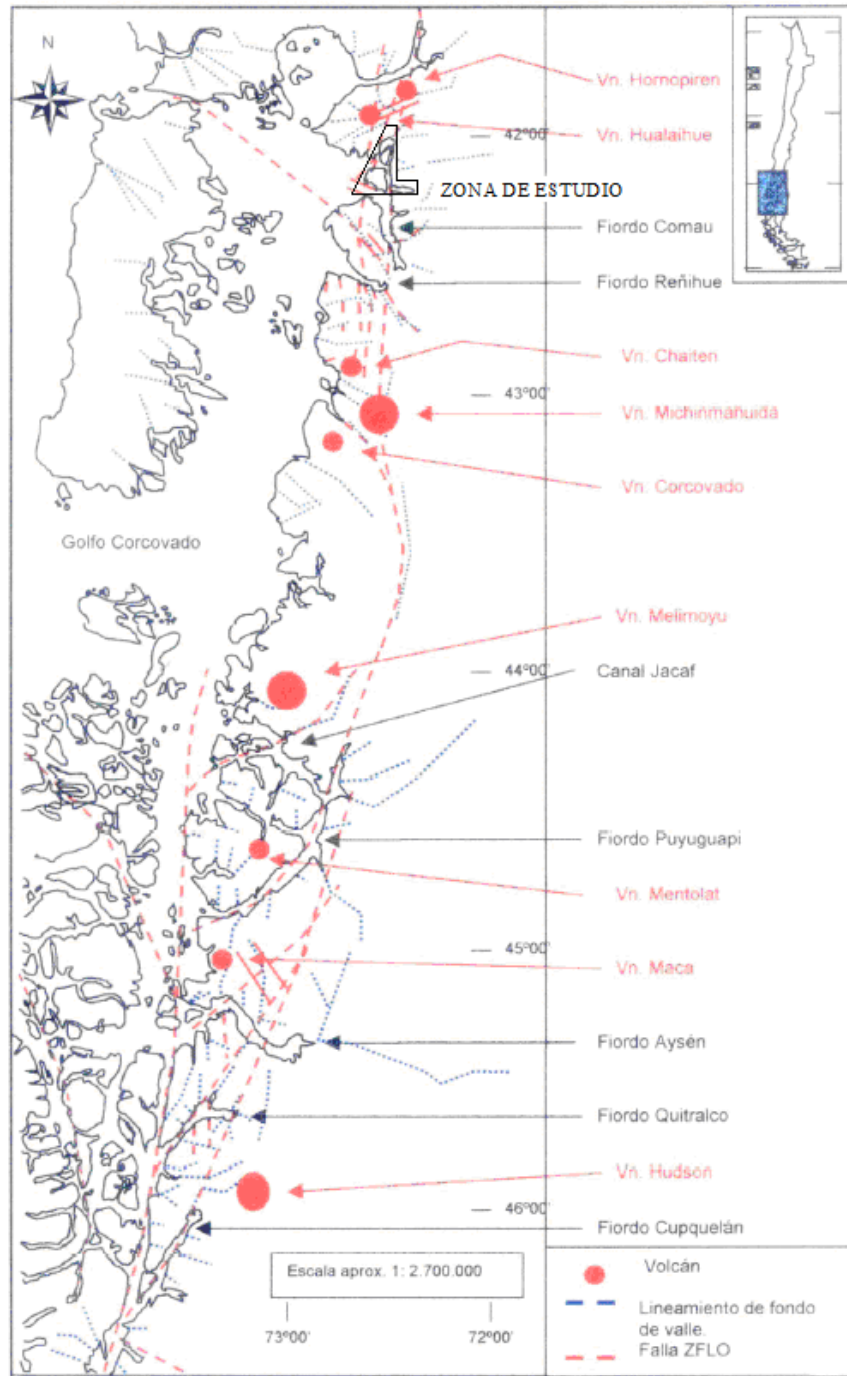 N
Vn. Hornopiren
42°00'
Vn. Hualaihue
ZONA DE ESTUDIO
Fiordo Comau
Fiordo Reñihue
Vn. Chaiten
43°00'
Vn. Michinmahuida
Vn. Corcovado
Golfo Corcovado
Vn. Melimoyu
44°00'
Canal Jacaf
Fiordo Puyuguapi
Vn. Mentolat
45°00'
Vn. Maca
Fiordo Aysén
Fiordo Quitralco
Vn. Hudson
46°00'
Fiordo Cupquelán
Escala aprox. 1: 2.700.000
73°00'
72°00'
Volcán
Lineamiento de fondo
de valle.
Falla ZFLO